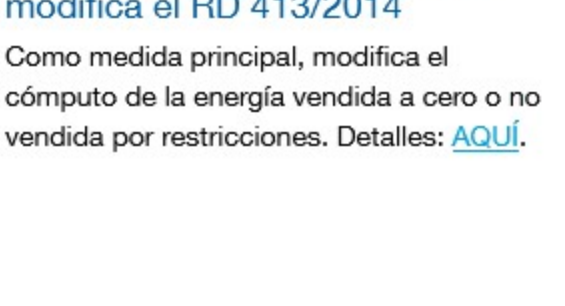 modifica el RD 413/2014
Como medida principal, modifica el
cómputo de la energía vendida a cero o no
vendida por restricciones. Detalles: AQUÍ.